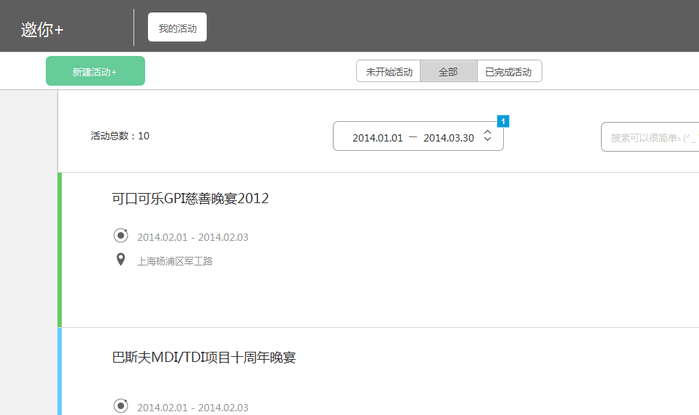 邀你+
我的活动
新建活动+
未开始活动 全部 已完成活动
活动总数：10
2014.01.01 — 2014.03.30
1
搜索可以很简单
可口可乐GPI慈善晚宴2012
2014.02.01 - 2014.02.03
上海杨浦区军工路
巴斯夫MDI/TDI项目十周年晚宴
2014.02.01 - 2014.02.03